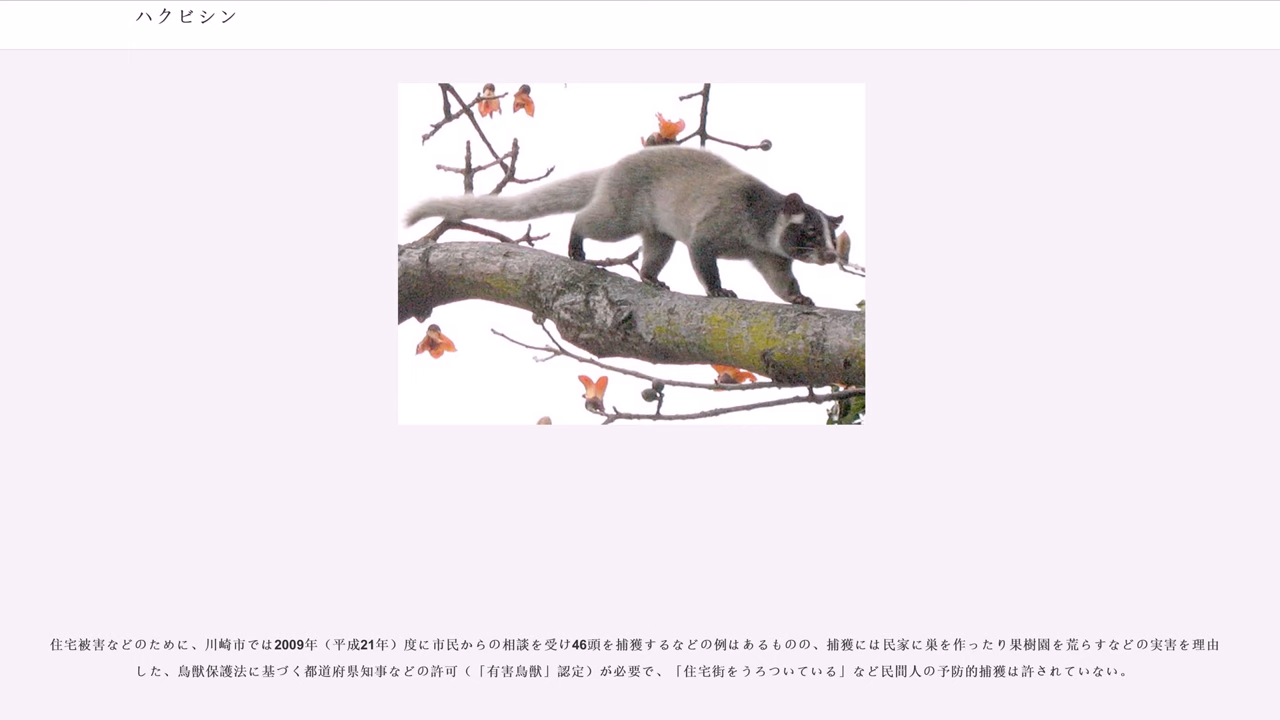 ハクビシン
住宅被害などのために、川崎市では2009年（平成21年）度に市民からの相談を受け46頭を捕獲するなどの例はあるものの、捕獲には民家に巣を作ったり果樹園を荒らすなどの実害を理由
した、鳥獣保護法に基づく都道府県知事などの許可（「有害鳥獣」認定）が必要で、「住宅街をうろついている」など民間人の予防的捕獲は許されていない。